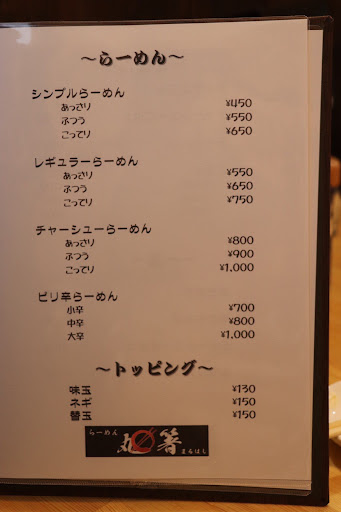 ～らーめん～
シンプルらーめん
あっさり ¥450
ふつう ¥550
こってり ¥650
レギュラーらーめん
あっさり ¥550
ふつう ¥650
こってり ¥750
チャーシューらーめん
あっさり ¥800
ふつう ¥900
こってり ¥1,000
ピリ辛らーめん
小辛 ¥700
中辛 ¥800
大辛 ¥1,000
～トッピング～
味玉 ¥130
ネギ ¥150
替玉 ¥150
らーめん
丸箸
まるはし